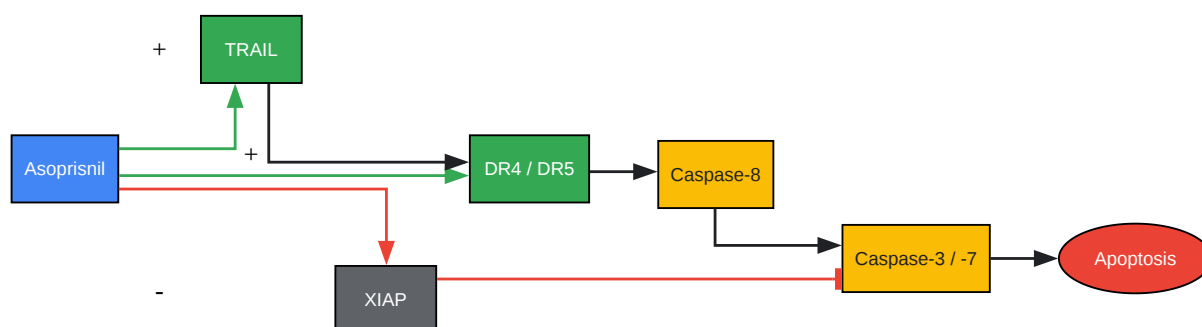 +
TRAIL
+
Asoprisnil
DR4 / DR5
Caspase-8
Caspase-3 / -7
Apoptosis
-
XIAP